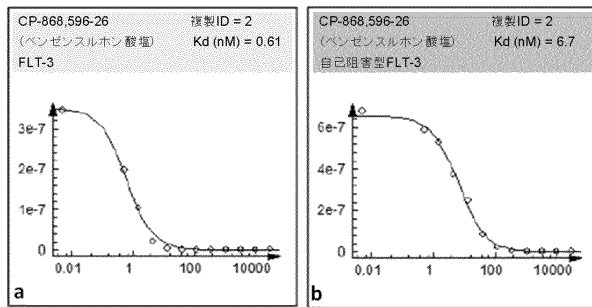 CP-868,596-26 複製ID = 2
(ベンゼンスルホン酸塩) Kd (nM) = 0.61
FLT-3
3e-7
2e-7
1e-7
0
0.01 1 100 10000
a
CP-868,596-26 複製ID = 2
(ベンゼンスルホン酸塩) Kd (nM) = 6.7
自己阻害型FLT-3
6e-7
4e-7
2e-7
0
0.01 1 100 10000
b